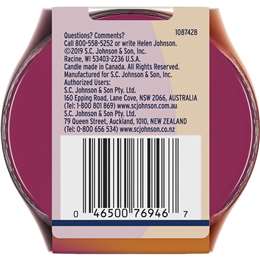 108742B
Questions? Comments?
Call 800-558-5252 or write Helen Johnson.
©2019 S.C. Johnson & Son, Inc.
Racine, WI 53403-2236 U.S.A.
Candle made in Canada. All Rights Reserved.
Manufactured for S.C. Johnson & Son, Inc.
Authorized Users:
S.C. Johnson & Son Pty. Ltd.
160 Epping Road, Lane Cove, NSW 2066, AUSTRALIA
(Tel No: 1-800 801 869) www.scjohnson.com.au
S.C. Johnson & Son Pty. Ltd.
79 Queen Street, Auckland, 1010, NEW ZEALAND
(Tel No: 0-800 656 534) www.scjohnson.co.nz
0 46500 76946 7